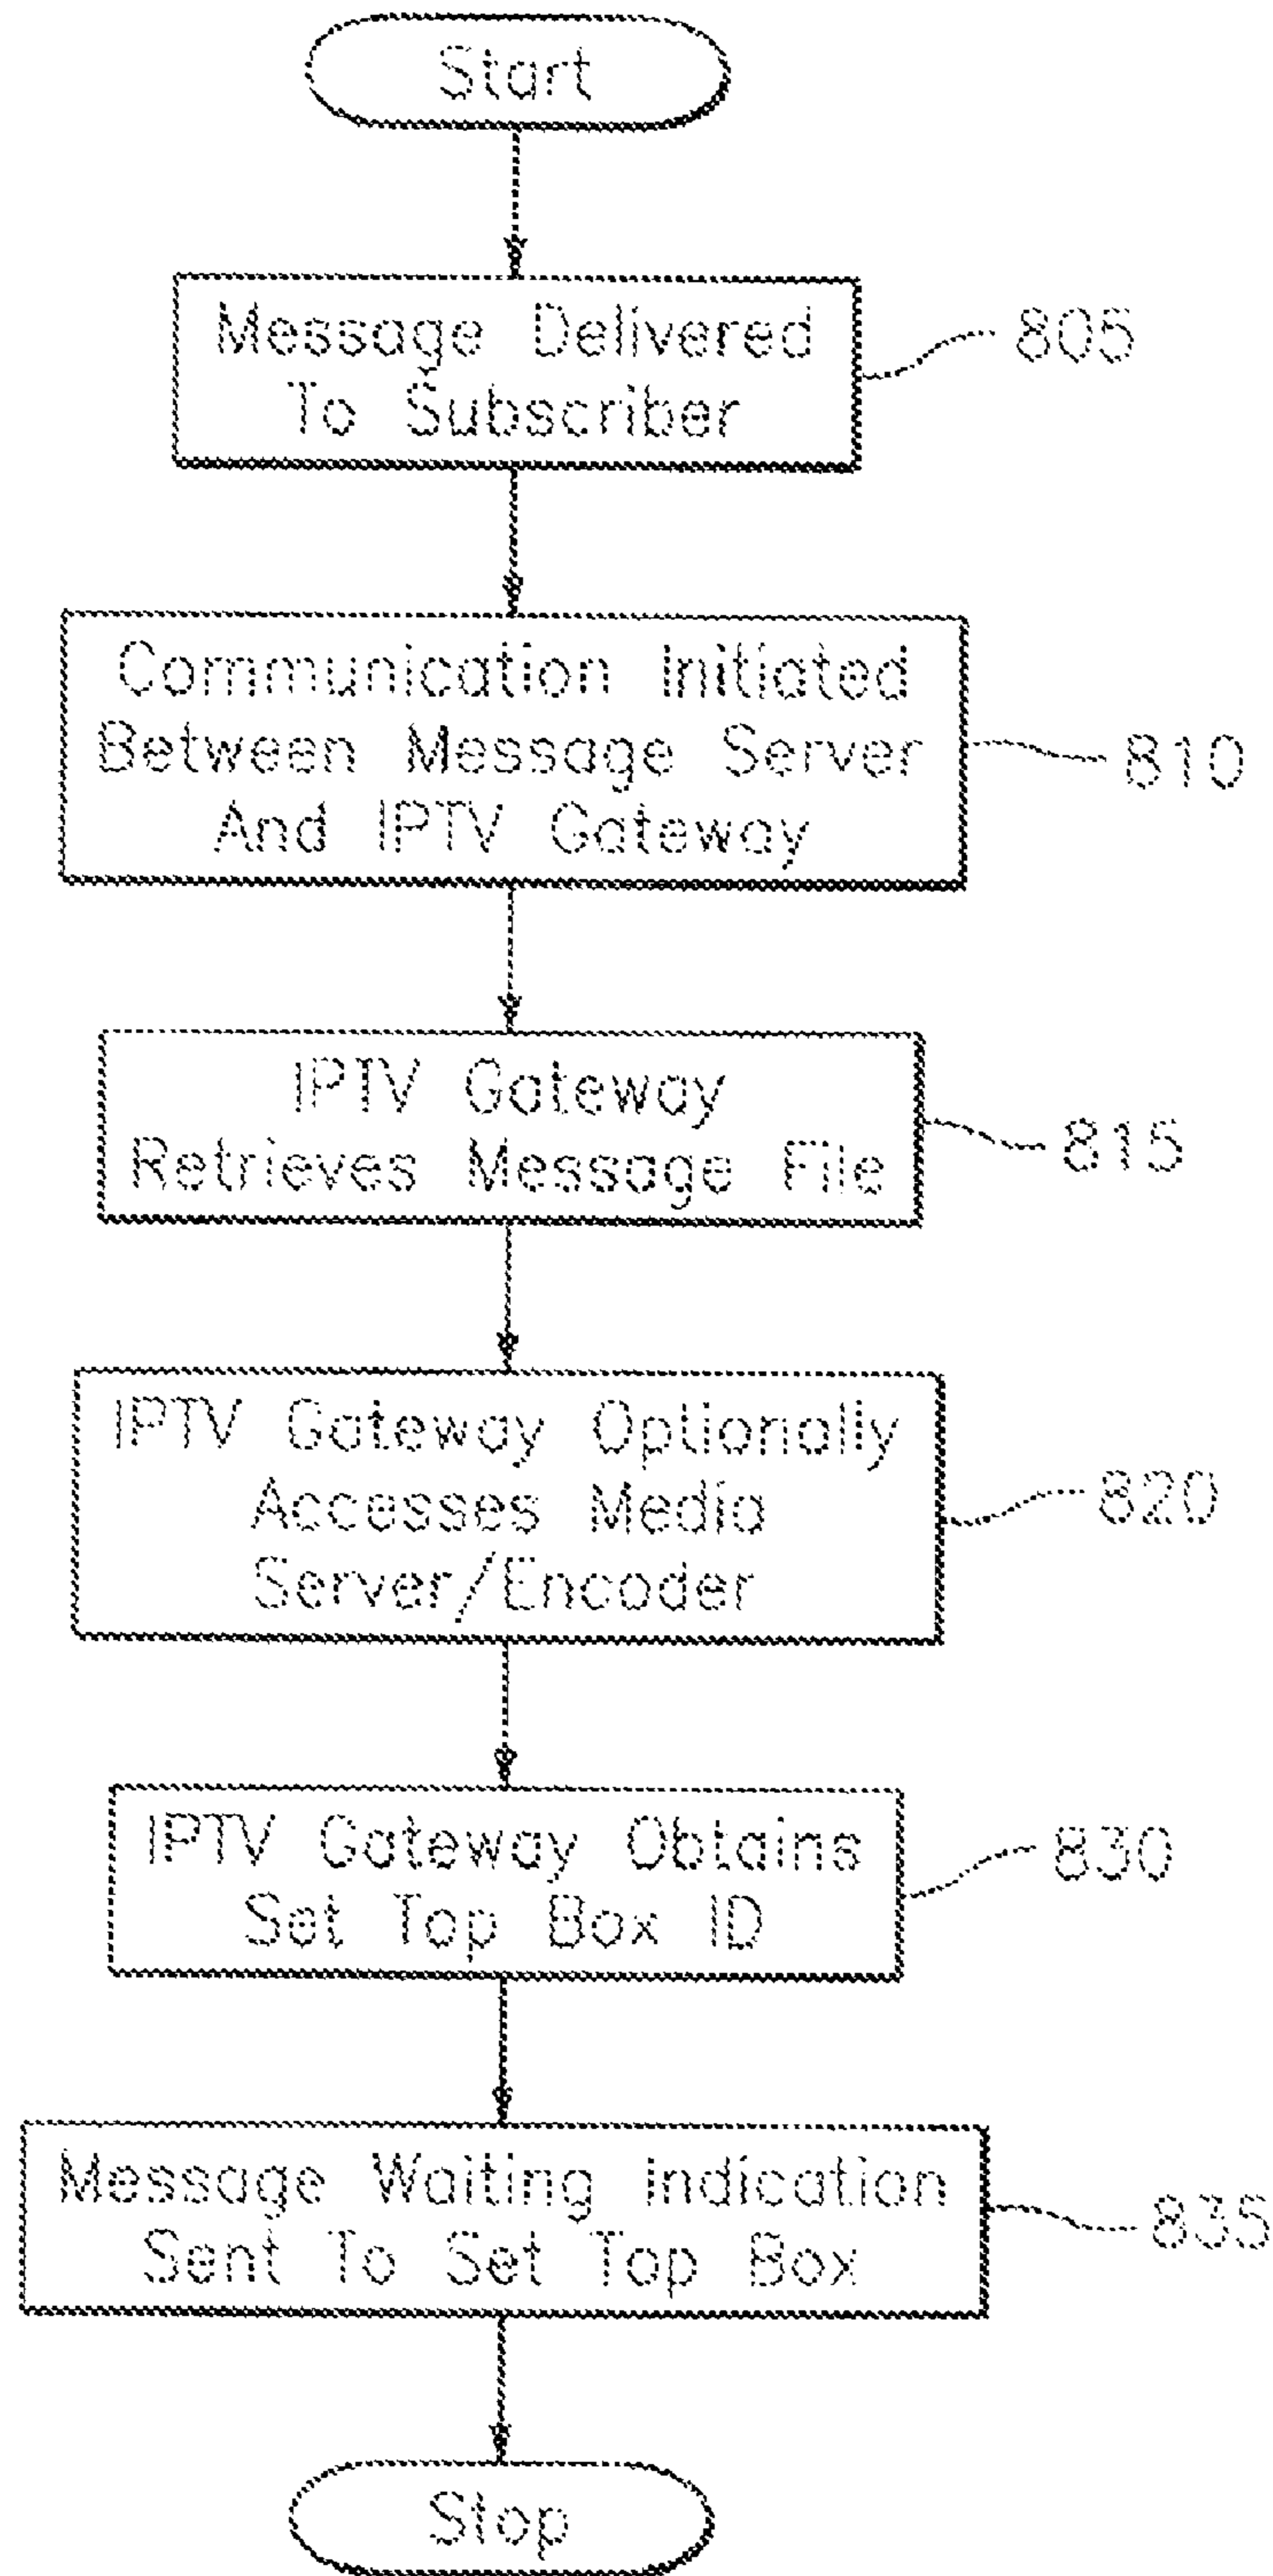 Start
Message Delivered
To Subscriber
805
Communication Initiated
Between Message Server
And IPTV Gateway
810
IPTV Gateway
Retrieves Message File
815
IPTV Gateway Optionally
Accesses Media
Server/Encoder
820
IPTV Gateway Obtains
Set Top Box ID
830
Message Waiting Indication
Sent To Set Top Box
835
Stop